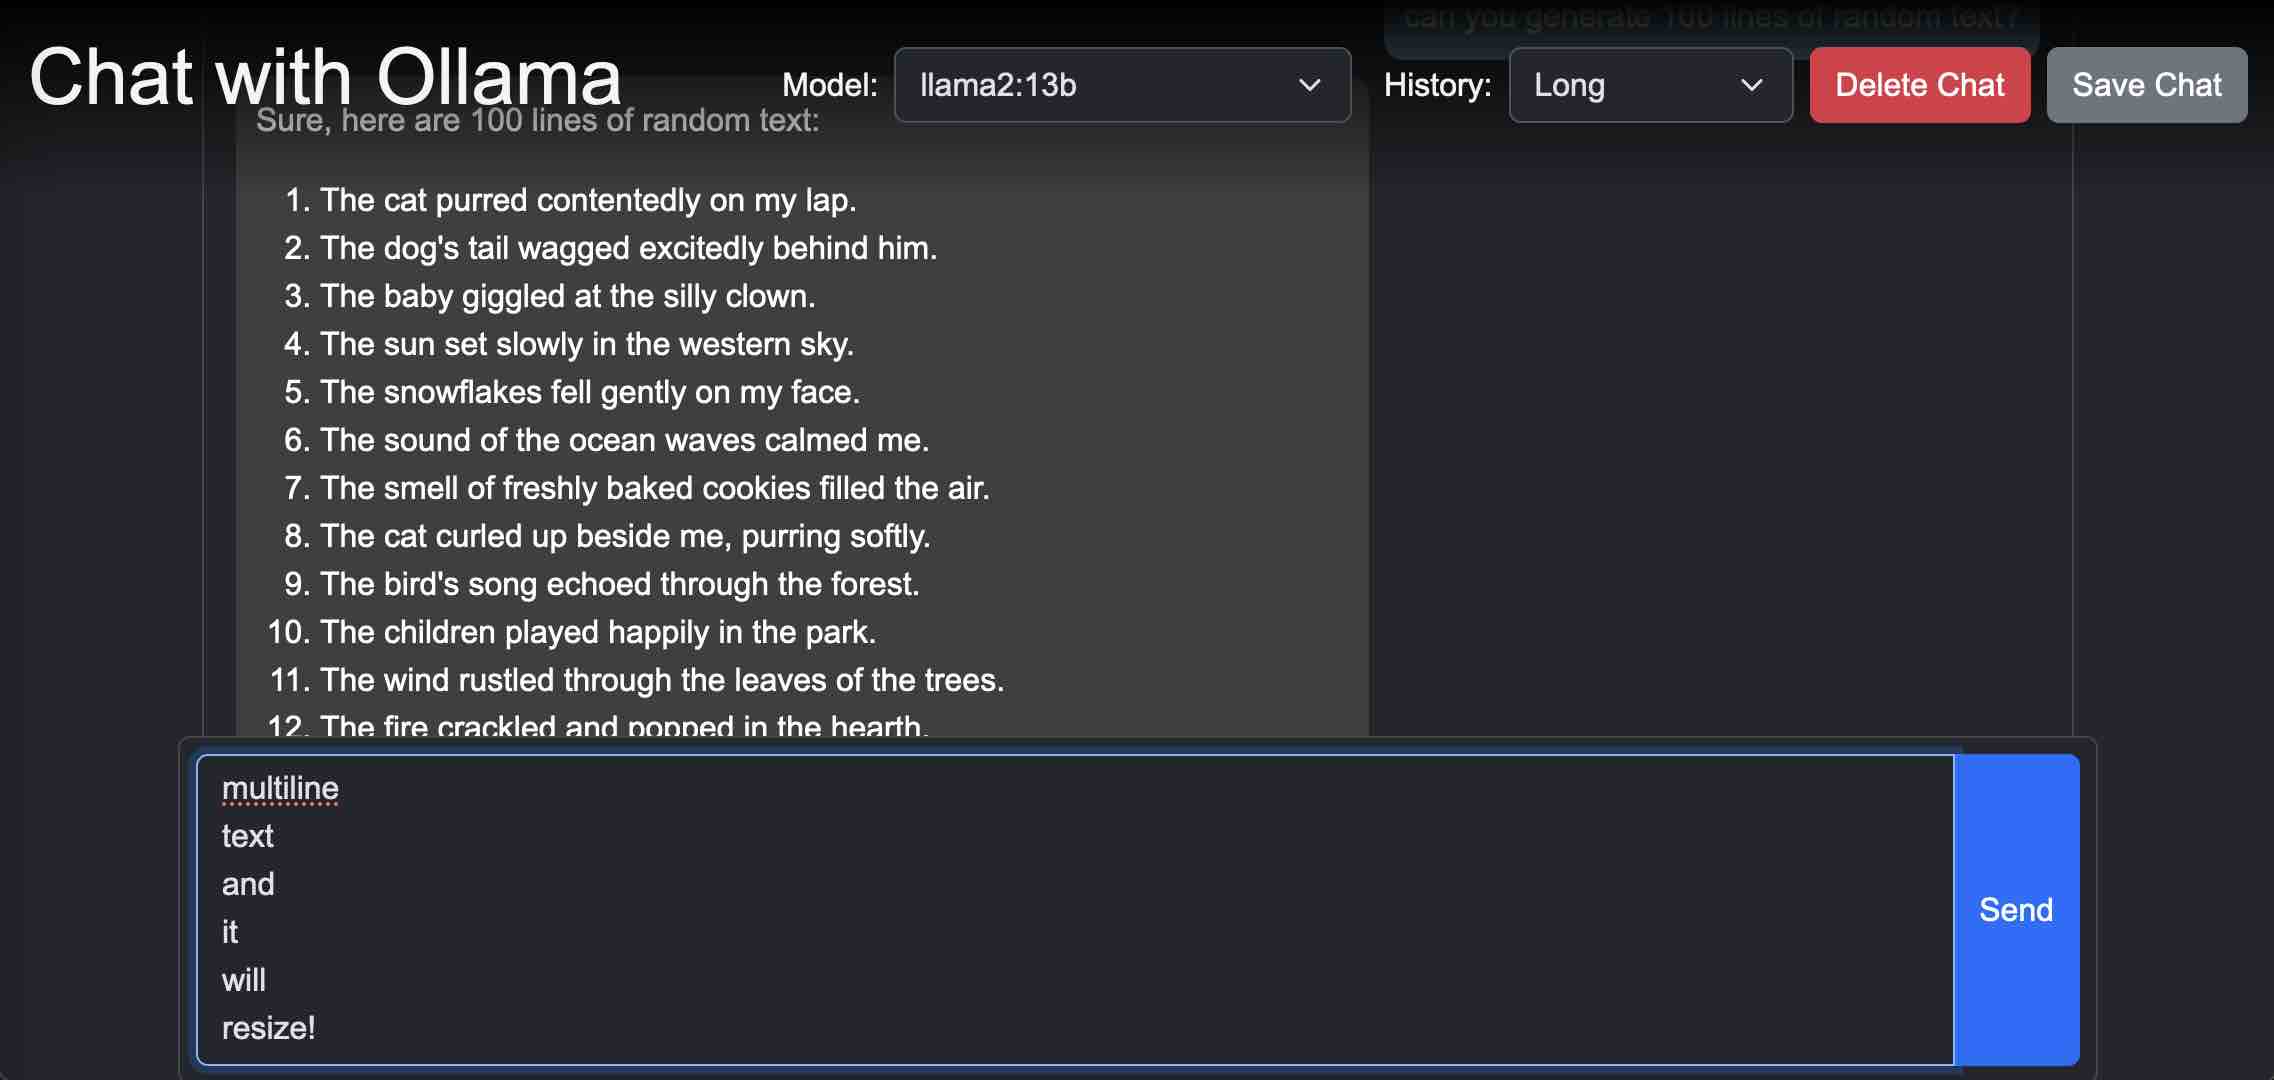 can you generate 100 lines of random text?
Chat with Ollama
Model: llama2:13b History: Long Delete Chat Save Chat
Sure, here are 100 lines of random text:
1. The cat purred contentedly on my lap.
2. The dog's tail wagged excitedly behind him.
3. The baby giggled at the silly clown.
4. The sun set slowly in the western sky.
5. The snowflakes fell gently on my face.
6. The sound of the ocean waves calmed me.
7. The smell of freshly baked cookies filled the air.
8. The cat curled up beside me, purring softly.
9. The bird's song echoed through the forest.
10. The children played happily in the park.
11. The wind rustled through the leaves of the trees.
12. The fire crackled and popped in the hearth.
multiline
text
and
it
will
resize!
Send